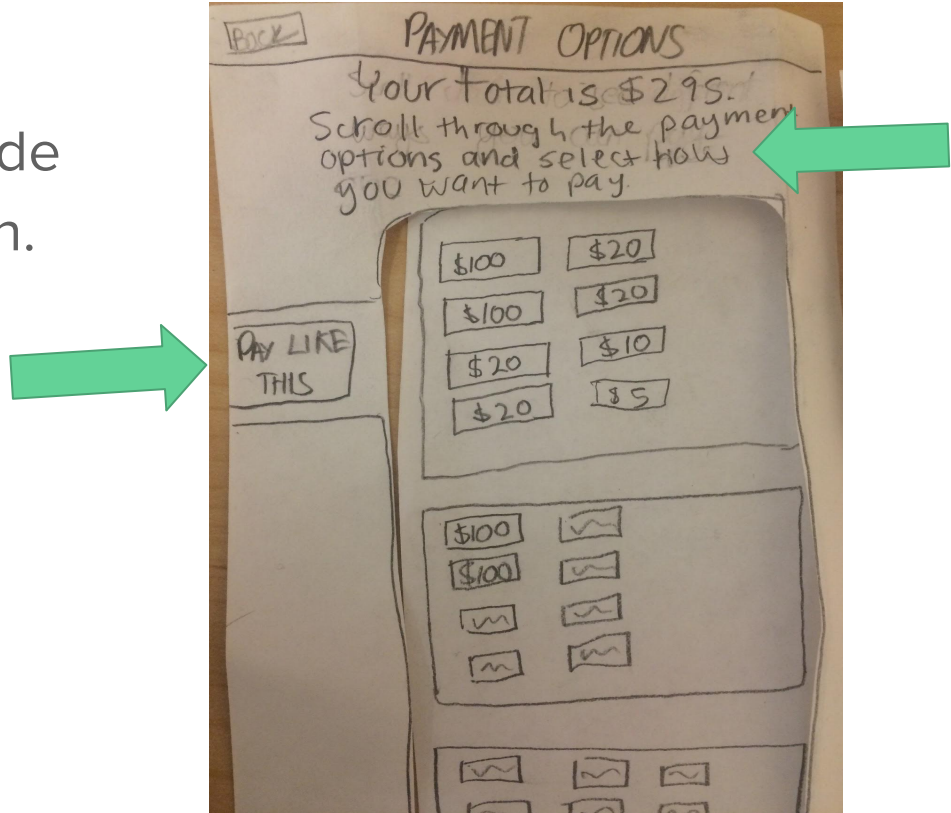 de
n.
BACK
PAYMENT OPTIONS
Your total is $295.
Scroll through the payment
options and select how
you want to pay.
$100 $20
$100 $20
$20 $10
$20 $5
PAY LIKE
THIS
$100
$100